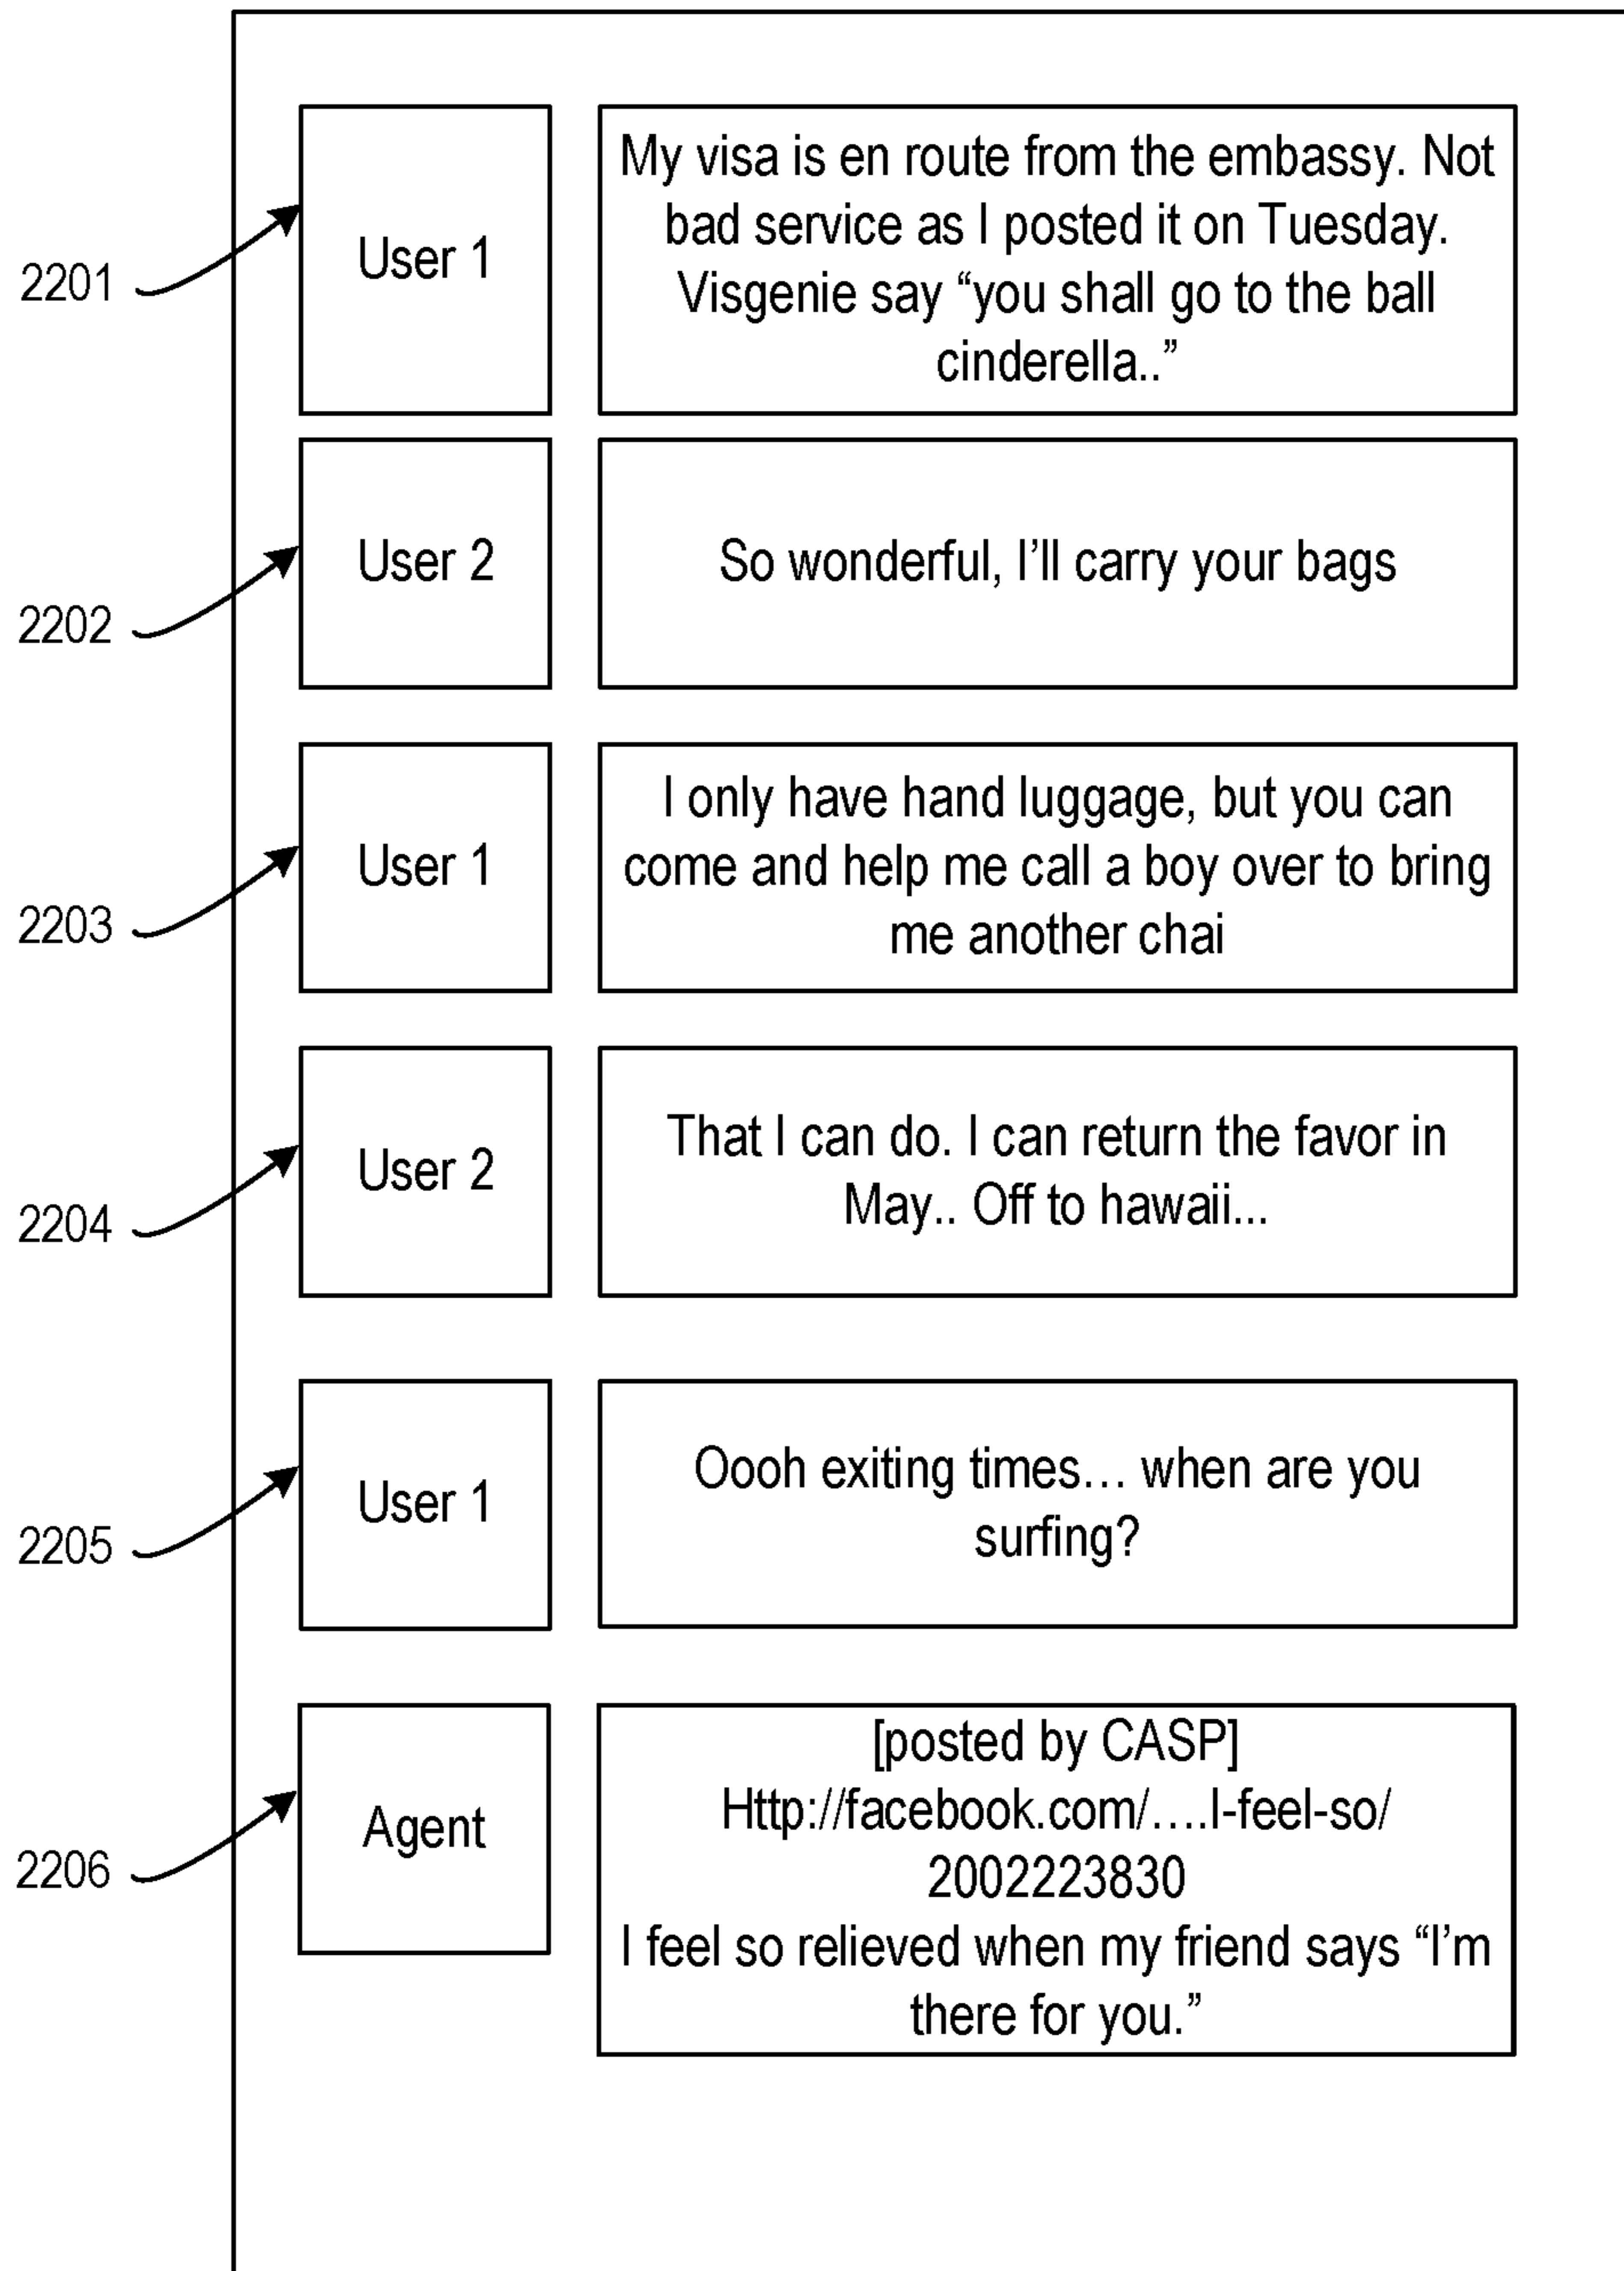 2201
User 1
My visa is en route from the embassy. Not
bad service as I posted it on Tuesday.
Visgenie say “you shall go to the ball
cinderella..”
2202
User 2
So wonderful, I’ll carry your bags
2203
User 1
I only have hand luggage, but you can
come and help me call a boy over to bring
me another chai
2204
User 2
That I can do. I can return the favor in
May.. Off to hawaii...
2205
User 1
Oooh exiting times… when are you
surfing?
2206
Agent
[posted by CASP]
Http://facebook.com/….I-feel-so/
2002223830
I feel so relieved when my friend says “I’m
there for you.”